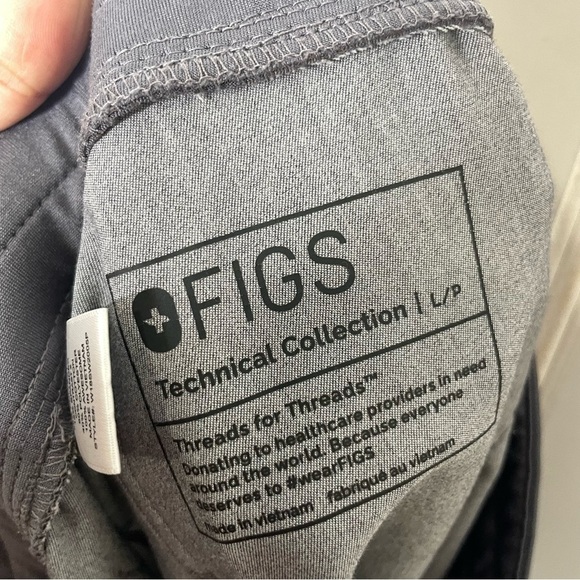 FIGS
Technical Collection | L/P
Threads for Threads™
Donating to healthcare providers in need
around the world. Because everyone
deserves to #wearFIGS
Made in vietnam fabriqué au vietnam